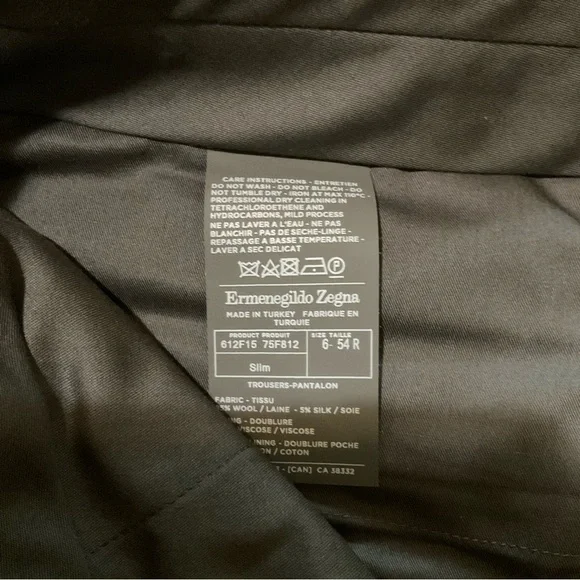 CARE INSTRUCTIONS - ENTRETIEN
DO NOT WASH - DO NOT BLEACH - DO
NOT TUMBLE DRY - IRON AT MAX 110°C -
PROFESSIONAL DRY CLEANING IN
TETRACHLOROETHENE AND
HYDROCARBONS, MILD PROCESS
NE PAS LAVER A L'EAU - NE PAS
BLANCHIR - PAS DE SECHE-LINGE -
REPASSAGE A BASSE TEMPERATURE -
LAVER A SEC DELICAT
P
Ermenegildo Zegna
MADE IN TURKEY FABRIQUE EN
TURQUIE
PRODUCT PRODUIT SIZE TAILLE
612F15 75F812 6- 54 R
Slim
TROUSERS-PANTALON
FABRIC - TISSU
5% WOOL / LAINE - 5% SILK / SOIE
NING - DOUBLURE
VISCOSE / VISCOSE
NING - DOUBLURE POCHE
ON / COTON
- [CAN] CA 38332